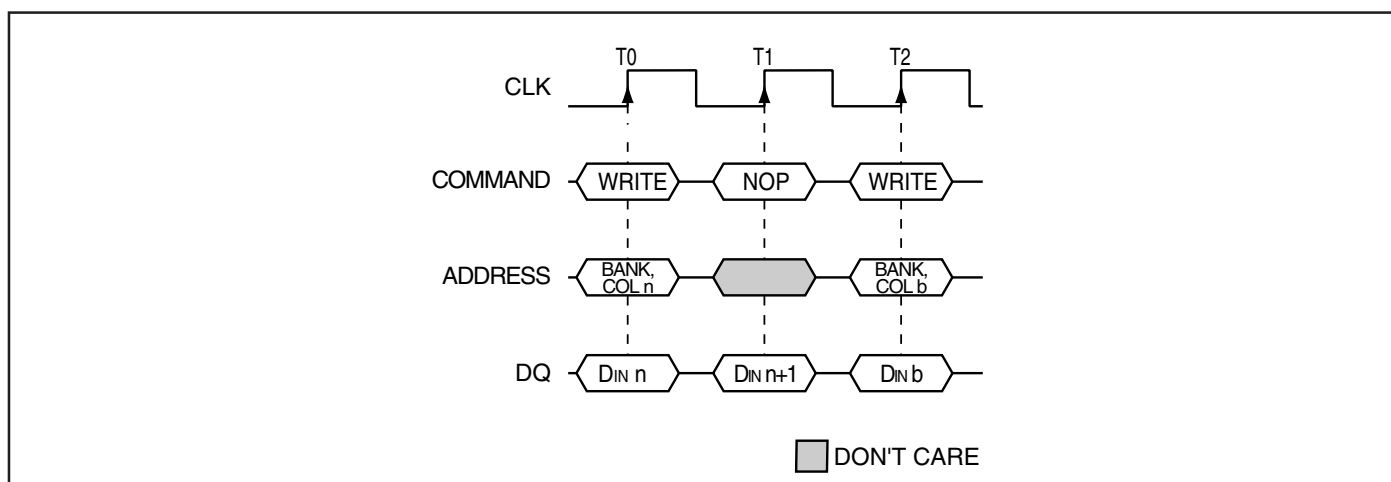 T0 T1 T2
CLK
COMMAND WRITE NOP WRITE
ADDRESS BANK, COL n BANK, COL b
DQ DIN n DIN n+1 DIN b
DON'T CARE